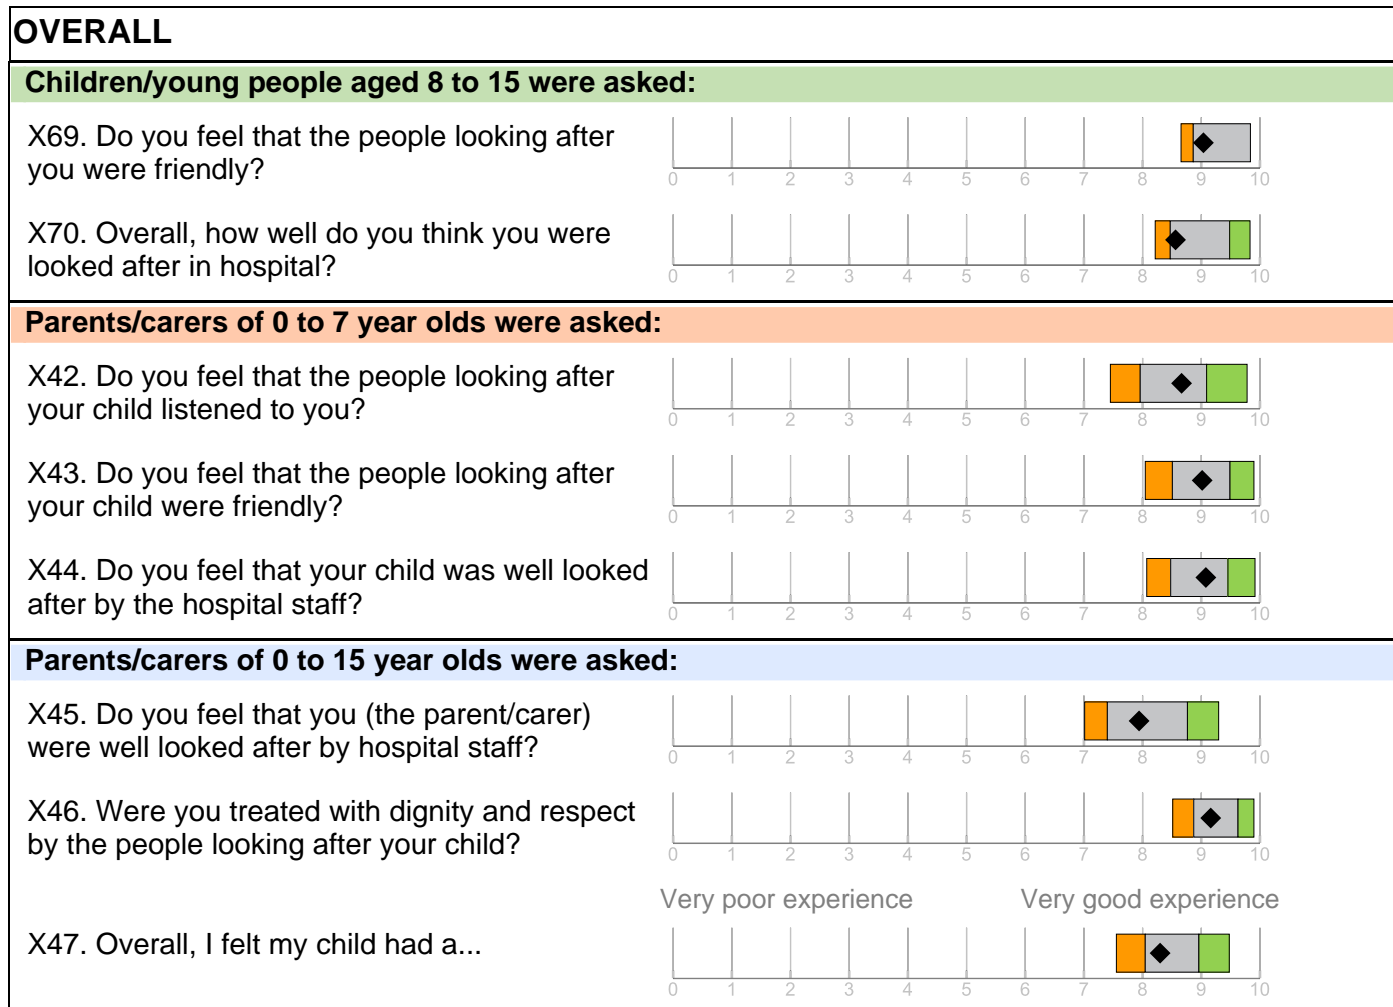 OVERALL
Children/young people aged 8 to 15 were asked:
X69. Do you feel that the people looking after
you were friendly?
0 1 2 3 4 5 6 7 8 9 10
X70. Overall, how well do you think you were
looked after in hospital?
0 1 2 3 4 5 6 7 8 9 10
Parents/carers of 0 to 7 year olds were asked:
X42. Do you feel that the people looking after
your child listened to you?
0 1 2 3 4 5 6 7 8 9 10
X43. Do you feel that the people looking after
your child were friendly?
0 1 2 3 4 5 6 7 8 9 10
X44. Do you feel that your child was well looked
after by the hospital staff?
0 1 2 3 4 5 6 7 8 9 10
Parents/carers of 0 to 15 year olds were asked:
X45. Do you feel that you (the parent/carer)
were well looked after by hospital staff?
0 1 2 3 4 5 6 7 8 9 10
X46. Were you treated with dignity and respect
by the people looking after your child?
0 1 2 3 4 5 6 7 8 9 10
Very poor experience Very good experience
X47. Overall, I felt my child had a...
0 1 2 3 4 5 6 7 8 9 10